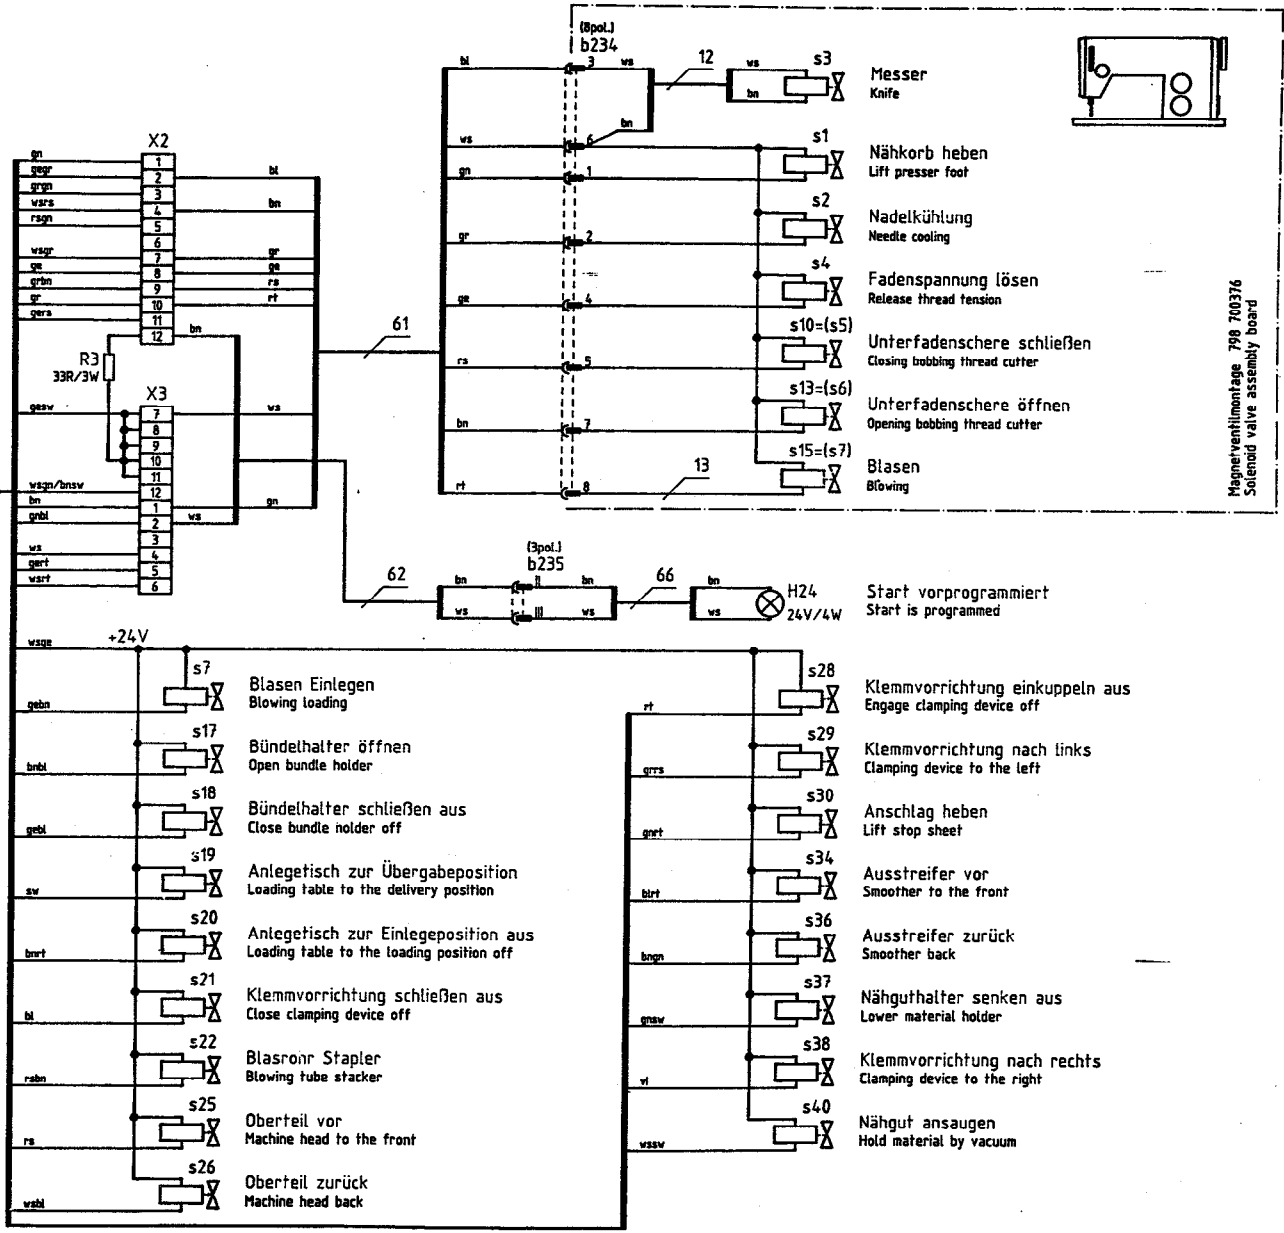 (8pol.)
b234
bl
3
ws
12
ws
bn
s3
Messer
Knife
bn
ws
6
s1
Nähkorb heben
Lift presser foot
gn
1
s2
Nadelkühlung
Needle cooling
gr
2
s4
Fadenspannung lösen
Release thread tension
ge
4
s10=(s5)
Unterfadenschere schließen
Closing bobbing thread cutter
rs
5
s13=(s6)
Unterfadenschere öffnen
Opening bobbing thread cutter
bn
7
s15=(s7)
Blasen
Blowing
rt
8
13
Magnetventilmontage 798 700376
Solenoid valve assembly board
X2
gn
1
gegr
2
bl
grgn
3
wsrs
4
bn
rsgn
5
6
wsgr
7
gr
ge
8
ge
grbn
9
rs
gr
10
rt
gers
11
12
bn
61
R3
33R/3W
X3
gesw
7
ws
8
9
10
11
wsgn/bnsw
12
bn
1
gn
gnbl
2
ws
3
ws
4
gert
5
wsrt
6
62
(3pol.)
b235
bn
II
bn
ws
III
ws
66
bn
ws
H24
24V/4W
Start vorprogrammiert
Start is programmed
wsge
+24V
s7
Blasen Einlegen
Blowing loading
gebn
s17
Bündelhalter öffnen
Open bundle holder
bnbl
s18
Bündelhalter schließen aus
Close bundle holder off
gebl
s19
Anlegetisch zur Übergabeposition
Loading table to the delivery position
sw
s20
Anlegetisch zur Einlegeposition aus
Loading table to the loading position off
bnrt
s21
Klemmvorrichtung schließen aus
Close clamping device off
bl
s22
Blasrohr Stapler
Blowing tube stacker
rsbn
s25
Oberteil vor
Machine head to the front
rs
s26
Oberteil zurück
Machine head back
wsbl
s28
Klemmvorrichtung einkuppeln aus
Engage clamping device off
rt
s29
Klemmvorrichtung nach links
Clamping device to the left
grrs
s30
Anschlag heben
Lift stop sheet
gnrt
s34
Ausstreifer vor
Smoother to the front
blrt
s36
Ausstreifer zurück
Smoother back
bngn
s37
Nähguthalter senken aus
Lower material holder
gnsw
s38
Klemmvorrichtung nach rechts
Clamping device to the right
vi
s40
Nähgut ansaugen
Hold material by vacuum
wssw